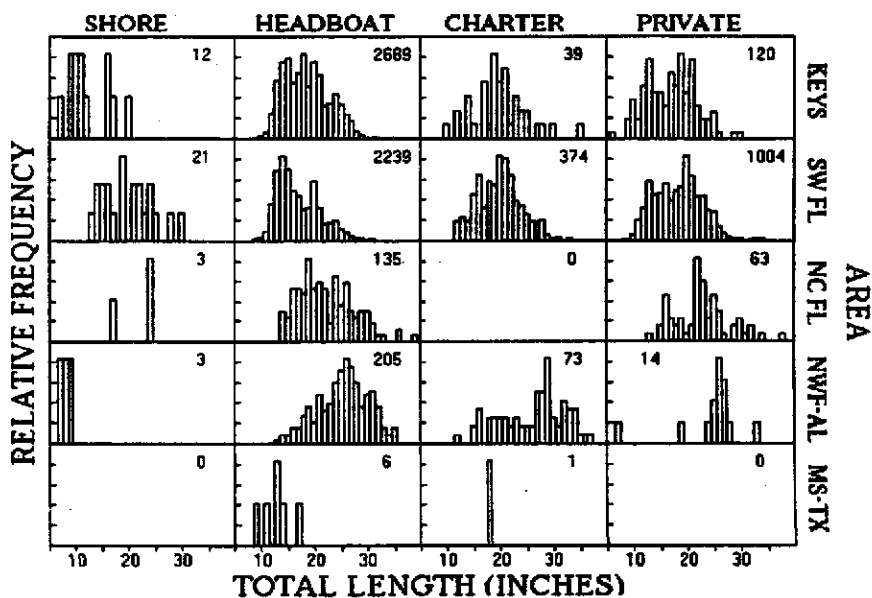 SHORE HEADBOAT CHARTER PRIVATE
12 2689 39 120 KEYS
21 2239 374 1004 SW FL
3 135 0 63 NC FL
3 205 73 14 NWF-AL
0 6 1 0 MS-TX
RELATIVE FREQUENCY
AREA
10 20 30 10 20 30 10 20 30 10 20 30
TOTAL LENGTH (INCHES)